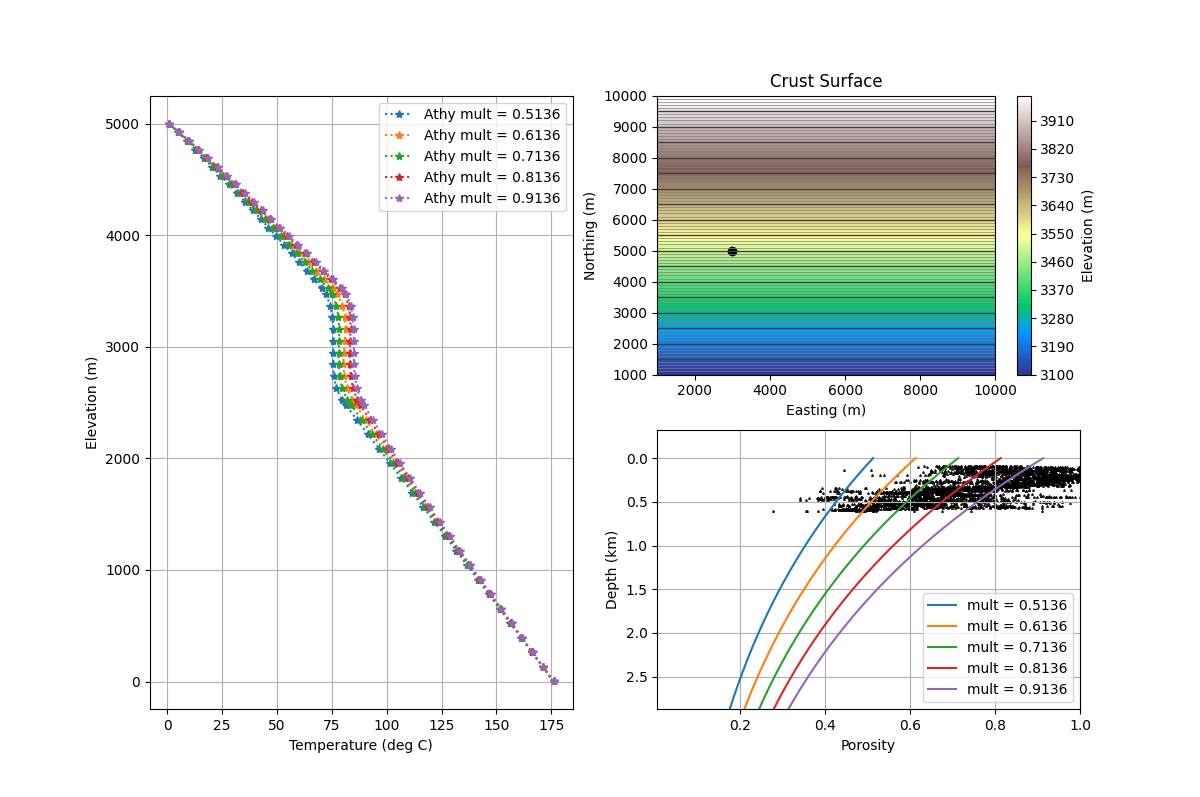 5000
4000
3000
2000
1000
0
Elevation (m)
0 25 50 75 100 125 150 175
Temperature (deg C)
Athy mult = 0.5136
Athy mult = 0.6136
Athy mult = 0.7136
Athy mult = 0.8136
Athy mult = 0.9136
Crust Surface
10000
9000
8000
7000
6000
5000
4000
3000
2000
1000
Northing (m)
2000 4000 6000 8000 10000
Easting (m)
3910
3820
3730
3640
3550
3460
3370
3280
3190
3100
Elevation (m)
0.0
0.5
1.0
1.5
2.0
2.5
Depth (km)
0.2 0.4 0.6 0.8 1.0
Porosity
mult = 0.5136
mult = 0.6136
mult = 0.7136
mult = 0.8136
mult = 0.9136